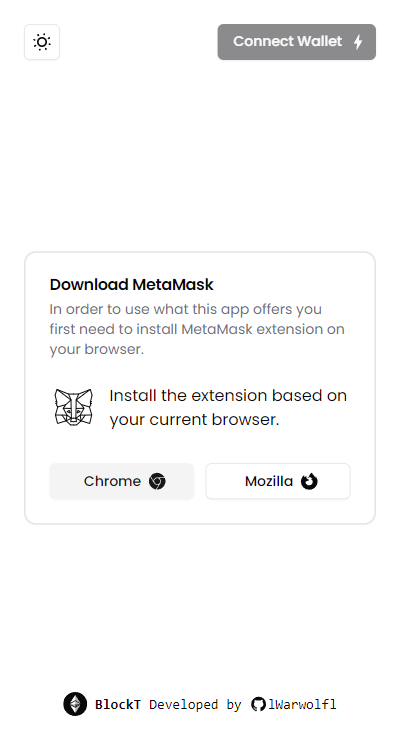 Connect Wallet
Download MetaMask
In order to use what this app offers you
first need to install MetaMask extension on
your browser.
Install the extension based on
your current browser.
Chrome
Mozilla
BlockT Developed by lWarwolfl